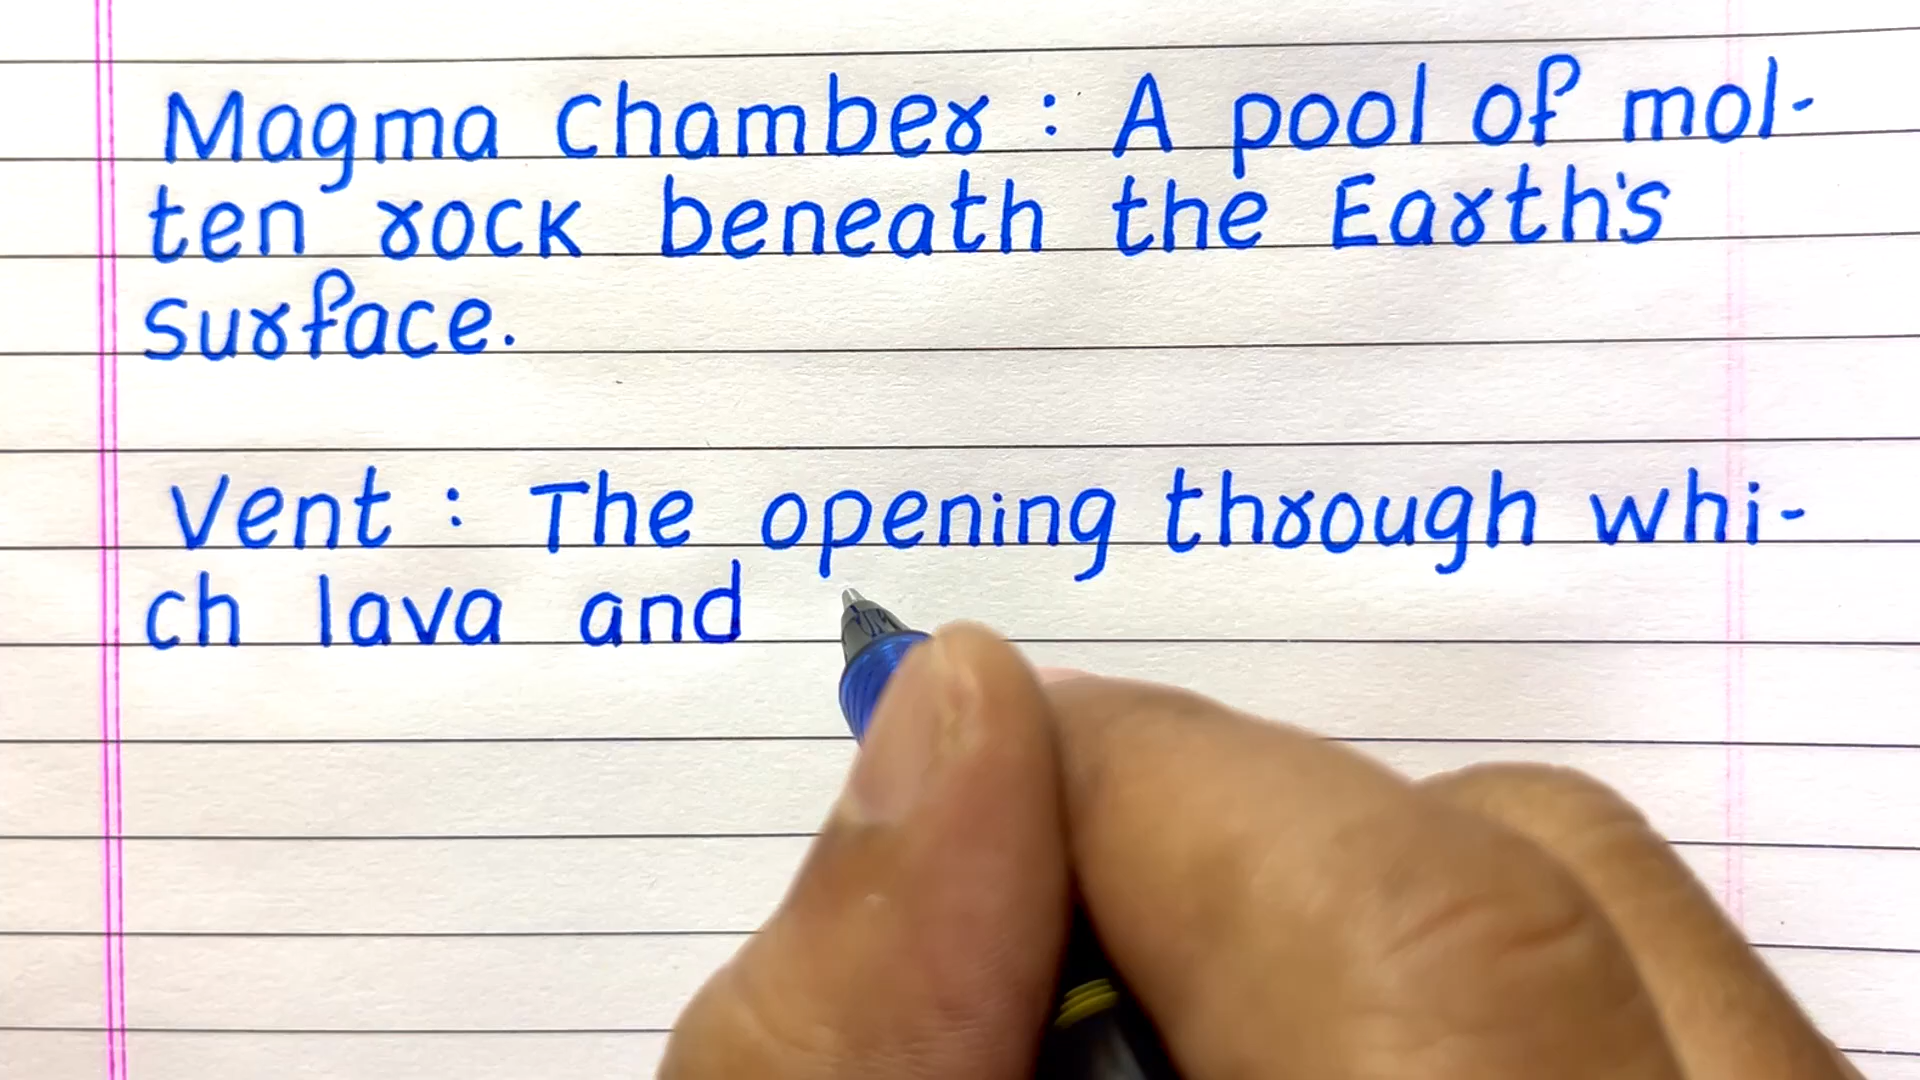 Magma chamber : A pool of mol-
ten rock beneath the Earth's
surface.
Vent : The opening through whi-
ch lava and